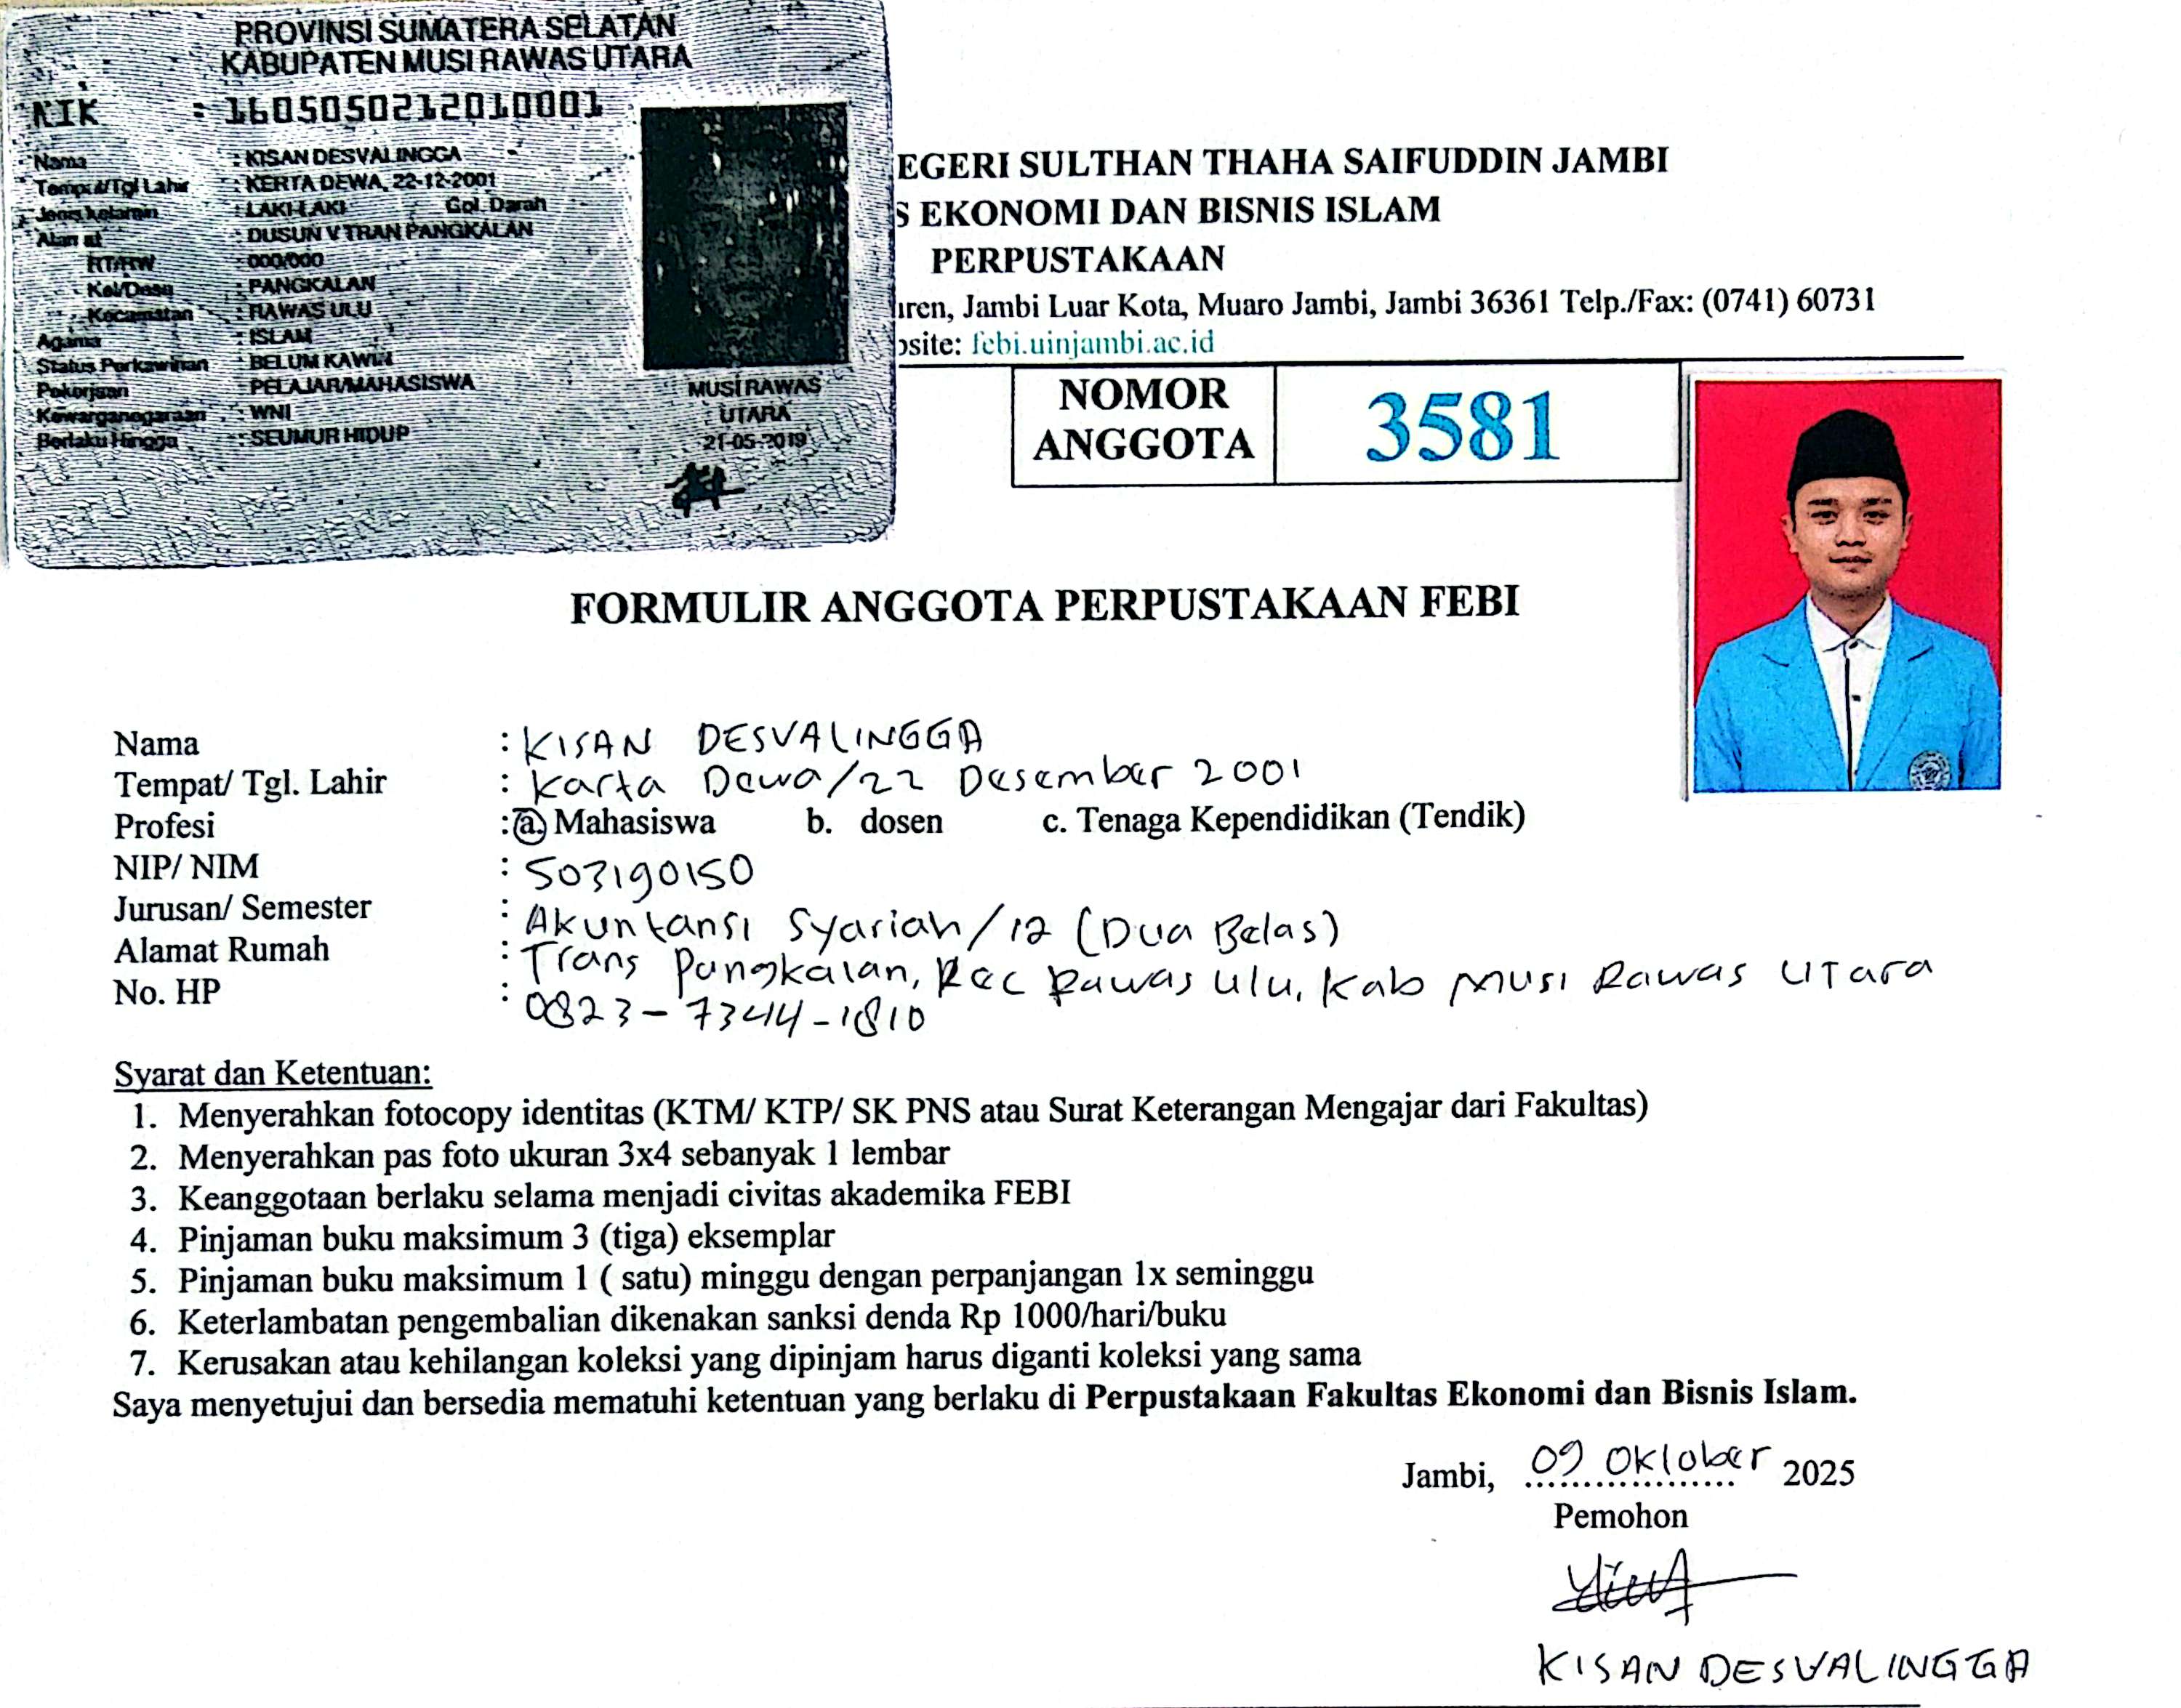 PROVINSI SUMATERA SELATAN
KABUPATEN MUSI RAWAS UTARA
NIK : 1605050212010001
Nama : KISAN DESVALINGGA
Tempat/Tgl Lahir : KERTA DEWA, 22-12-2001
Jenis kelamin : LAKI-LAKI Gol. Darah
Alamat : DUSUN V TRAN PANGKALAN
RT/RW : 000/000
Kel/Desa : PANGKALAN
Kecamatan : RAWAS ULU
Agama : ISLAM
Status Perkawinan : BELUM KAWIN
Pekerjaan : PELAJAR/MAHASISWA
Kewarganegaraan : WNI
Berlaku Hingga : SEUMUR HIDUP
MUSI RAWAS
UTARA
21-05-2019
EGERI SULTHAN THAHA SAIFUDDIN JAMBI
S EKONOMI DAN BISNIS ISLAM
PERPUSTAKAAN
uren, Jambi Luar Kota, Muaro Jambi, Jambi 36361 Telp./Fax: (0741) 60731
bsite: febi.uinjambi.ac.id
NOMOR
ANGGOTA
3581
FORMULIR ANGGOTA PERPUSTAKAAN FEBI
Nama : KISAN DESVALINGGA
Tempat/ Tgl. Lahir : Karta Dewa/22 Desember 2001
Profesi : a. Mahasiswa b. dosen c. Tenaga Kependidikan (Tendik)
NIP/ NIM : 503190150
Jurusan/ Semester : Akuntansi Syariah/12 (Dua Belas)
Alamat Rumah : Trans Pangkalan, Kec Rawas Ulu, Kab Musi Rawas Utara
No. HP : 0823-7344-1810
Syarat dan Ketentuan:
1. Menyerahkan fotocopy identitas (KTM/ KTP/ SK PNS atau Surat Keterangan Mengajar dari Fakultas)
2. Menyerahkan pas foto ukuran 3x4 sebanyak 1 lembar
3. Keanggotaan berlaku selama menjadi civitas akademika FEBI
4. Pinjaman buku maksimum 3 (tiga) eksemplar
5. Pinjaman buku maksimum 1 ( satu) minggu dengan perpanjangan 1x seminggu
6. Keterlambatan pengembalian dikenakan sanksi denda Rp 1000/hari/buku
7. Kerusakan atau kehilangan koleksi yang dipinjam harus diganti koleksi yang sama
Saya menyetujui dan bersedia mematuhi ketentuan yang berlaku di Perpustakaan Fakultas Ekonomi dan Bisnis Islam.
Jambi, 09 Oktober 2025
Pemohon
KISAN DESVALINGGA